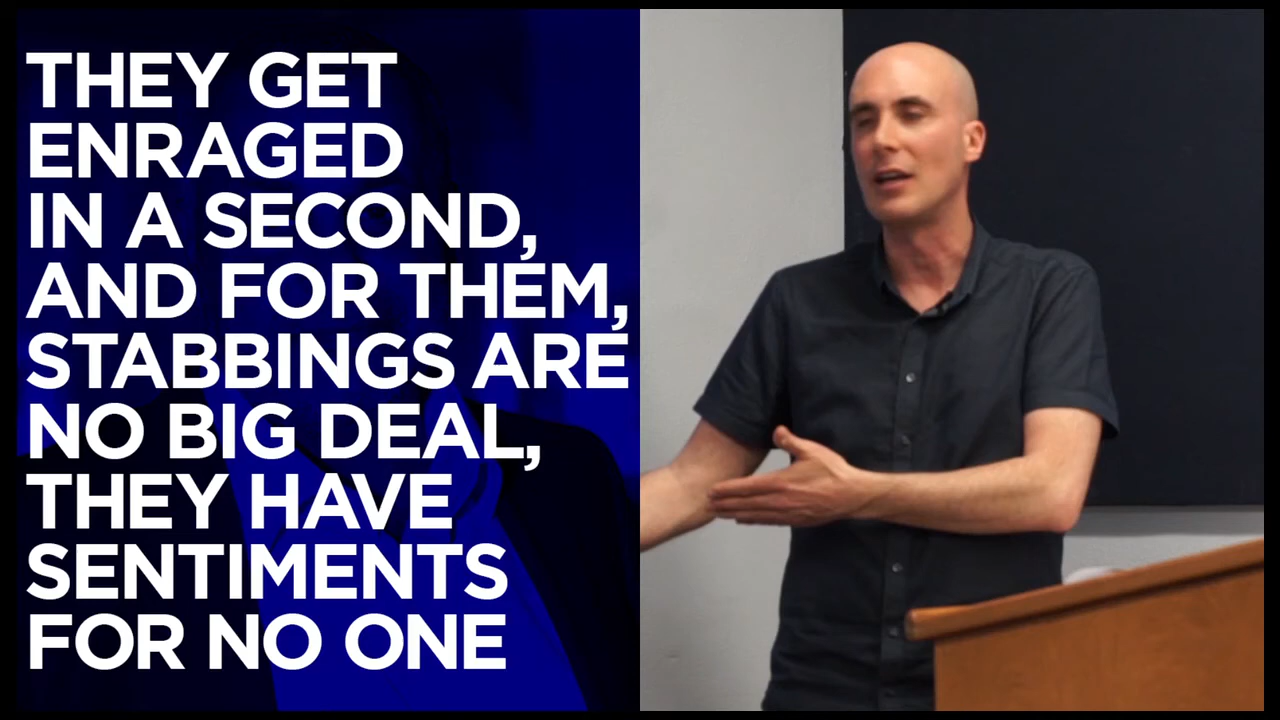 THEY GET
ENRAGED
IN A SECOND,
AND FOR THEM,
STABBINGS ARE
NO BIG DEAL,
THEY HAVE
SENTIMENTS
FOR NO ONE